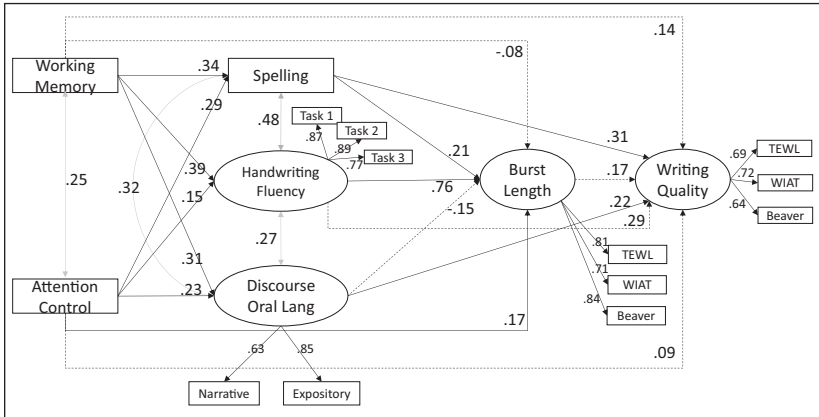 .14
-.08
Working
Memory
.34
Spelling
.29
.48
Task 1
.87
Task 2
.89
Task 3
.77
.21
.31
TEWL
.69
.72
WIAT
.64
Beaver
Burst
Length
.17
Writing
Quality
.39
Handwriting
Fluency
.76
.15
.25
.32
-.15
.22
.29
.27
.31
.23
Attention
Control
Discourse
Oral Lang
.81
TEWL
.71
WIAT
.84
Beaver
.17
.09
.63
.85
Narrative
Expository